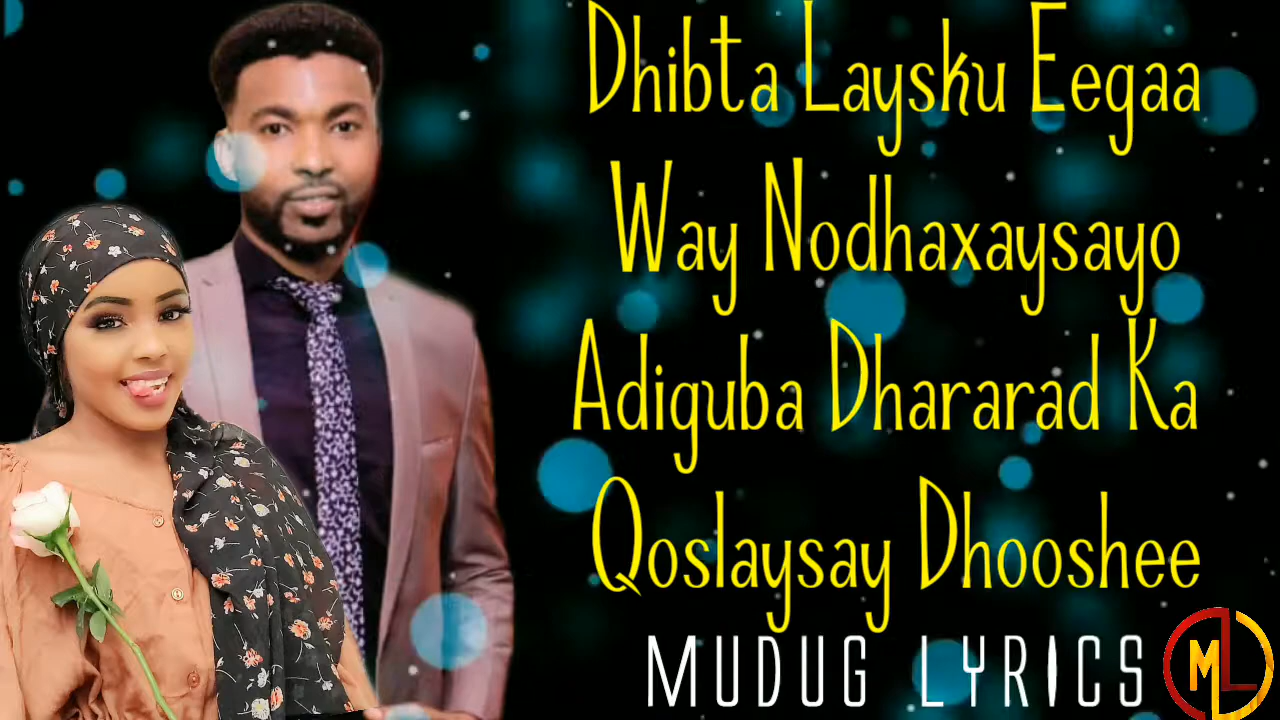 Dhibta Laysku Eegaa
Way Nodhaxaysayo
Adiguba Dhararad Ka
Qoslaysay Dhooshee
MUDUG LYRICS
ML